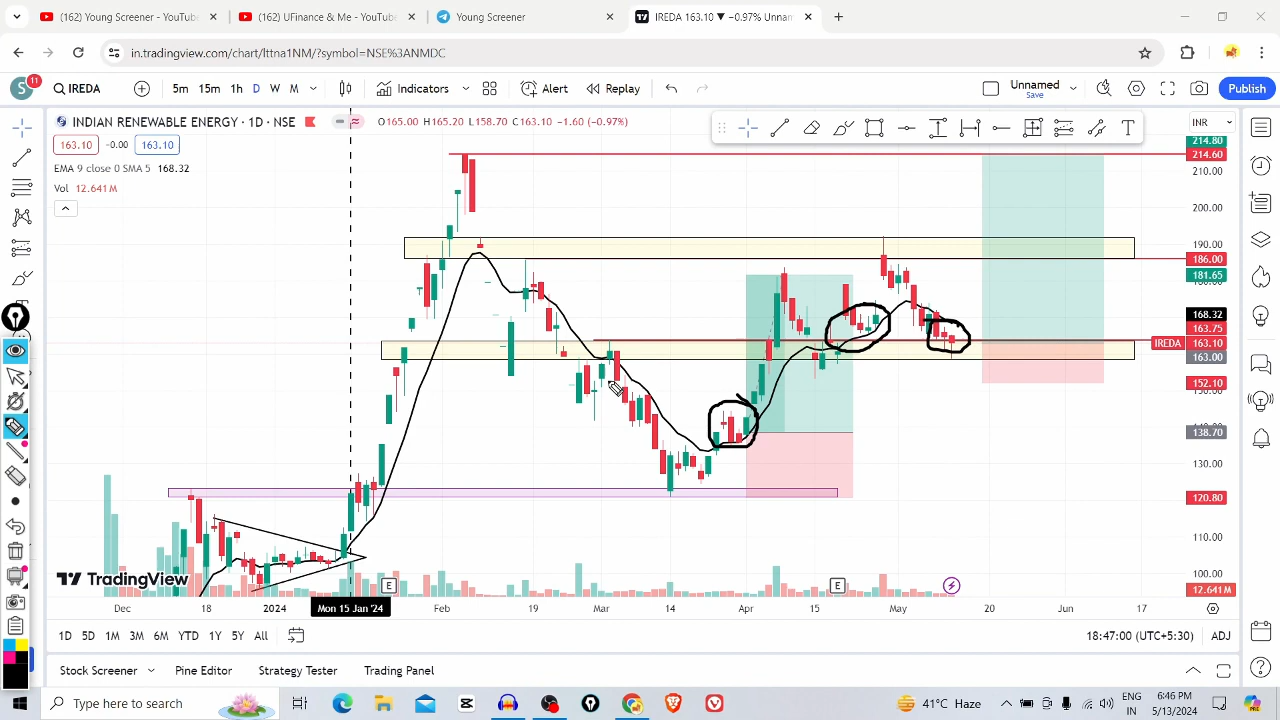 (162) Young Screener - YouTube
(162) UFinance & Me - YouTube
Young Screener
IREDA 163.10 ▼ −0.97% Unnam
in.tradingview.com/chart/lttna1NM/?symbol=NSE%3ANMDC
S
11
IREDA
5m 15m 1h D W M
Indicators
Alert
Replay
Unnamed
Save
Publish
INDIAN RENEWABLE ENERGY · 1D · NSE
O165.00 H165.20 L158.70 C163.10 −1.60 (−0.97%)
163.10 -0.00 163.10
EMA 9 close 0 SMA 5 168.32
Vol 12.641M
T
INR
214.80
214.60
210.00
200.00
190.00
186.00
181.65
168.32
163.75
IREDA 163.10
163.00
152.10
138.70
130.00
120.80
110.00
100.00
12.641M
TradingView
E
E
Dec 18 2024 Mon 15 Jan '24 Feb 19 Mar 14 Apr 15 May 20 Jun 17
1D 5D 1M 3M 6M YTD 1Y 5Y All
18:47:00 (UTC+5:30) ADJ
Stock Screener Pine Editor Strategy Tester Trading Panel
Type here to search
41°C Haze
ENG
IN
6:46 PM
5/13/2024